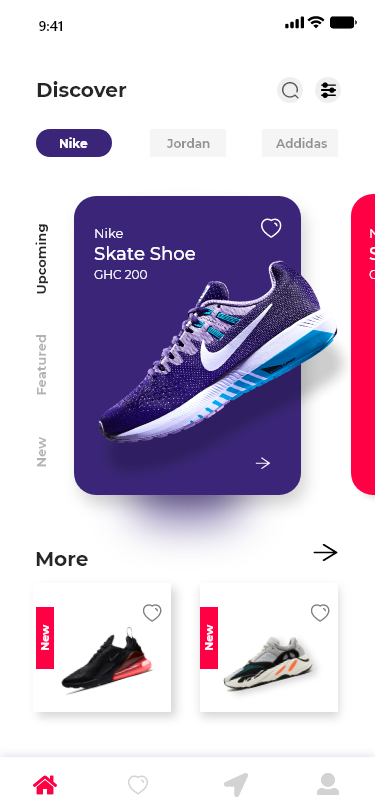 9:41
Discover
Nike
Jordan
Addidas
Upcoming
Featured
New
Nike
Skate Shoe
GHC 200
More
New
New